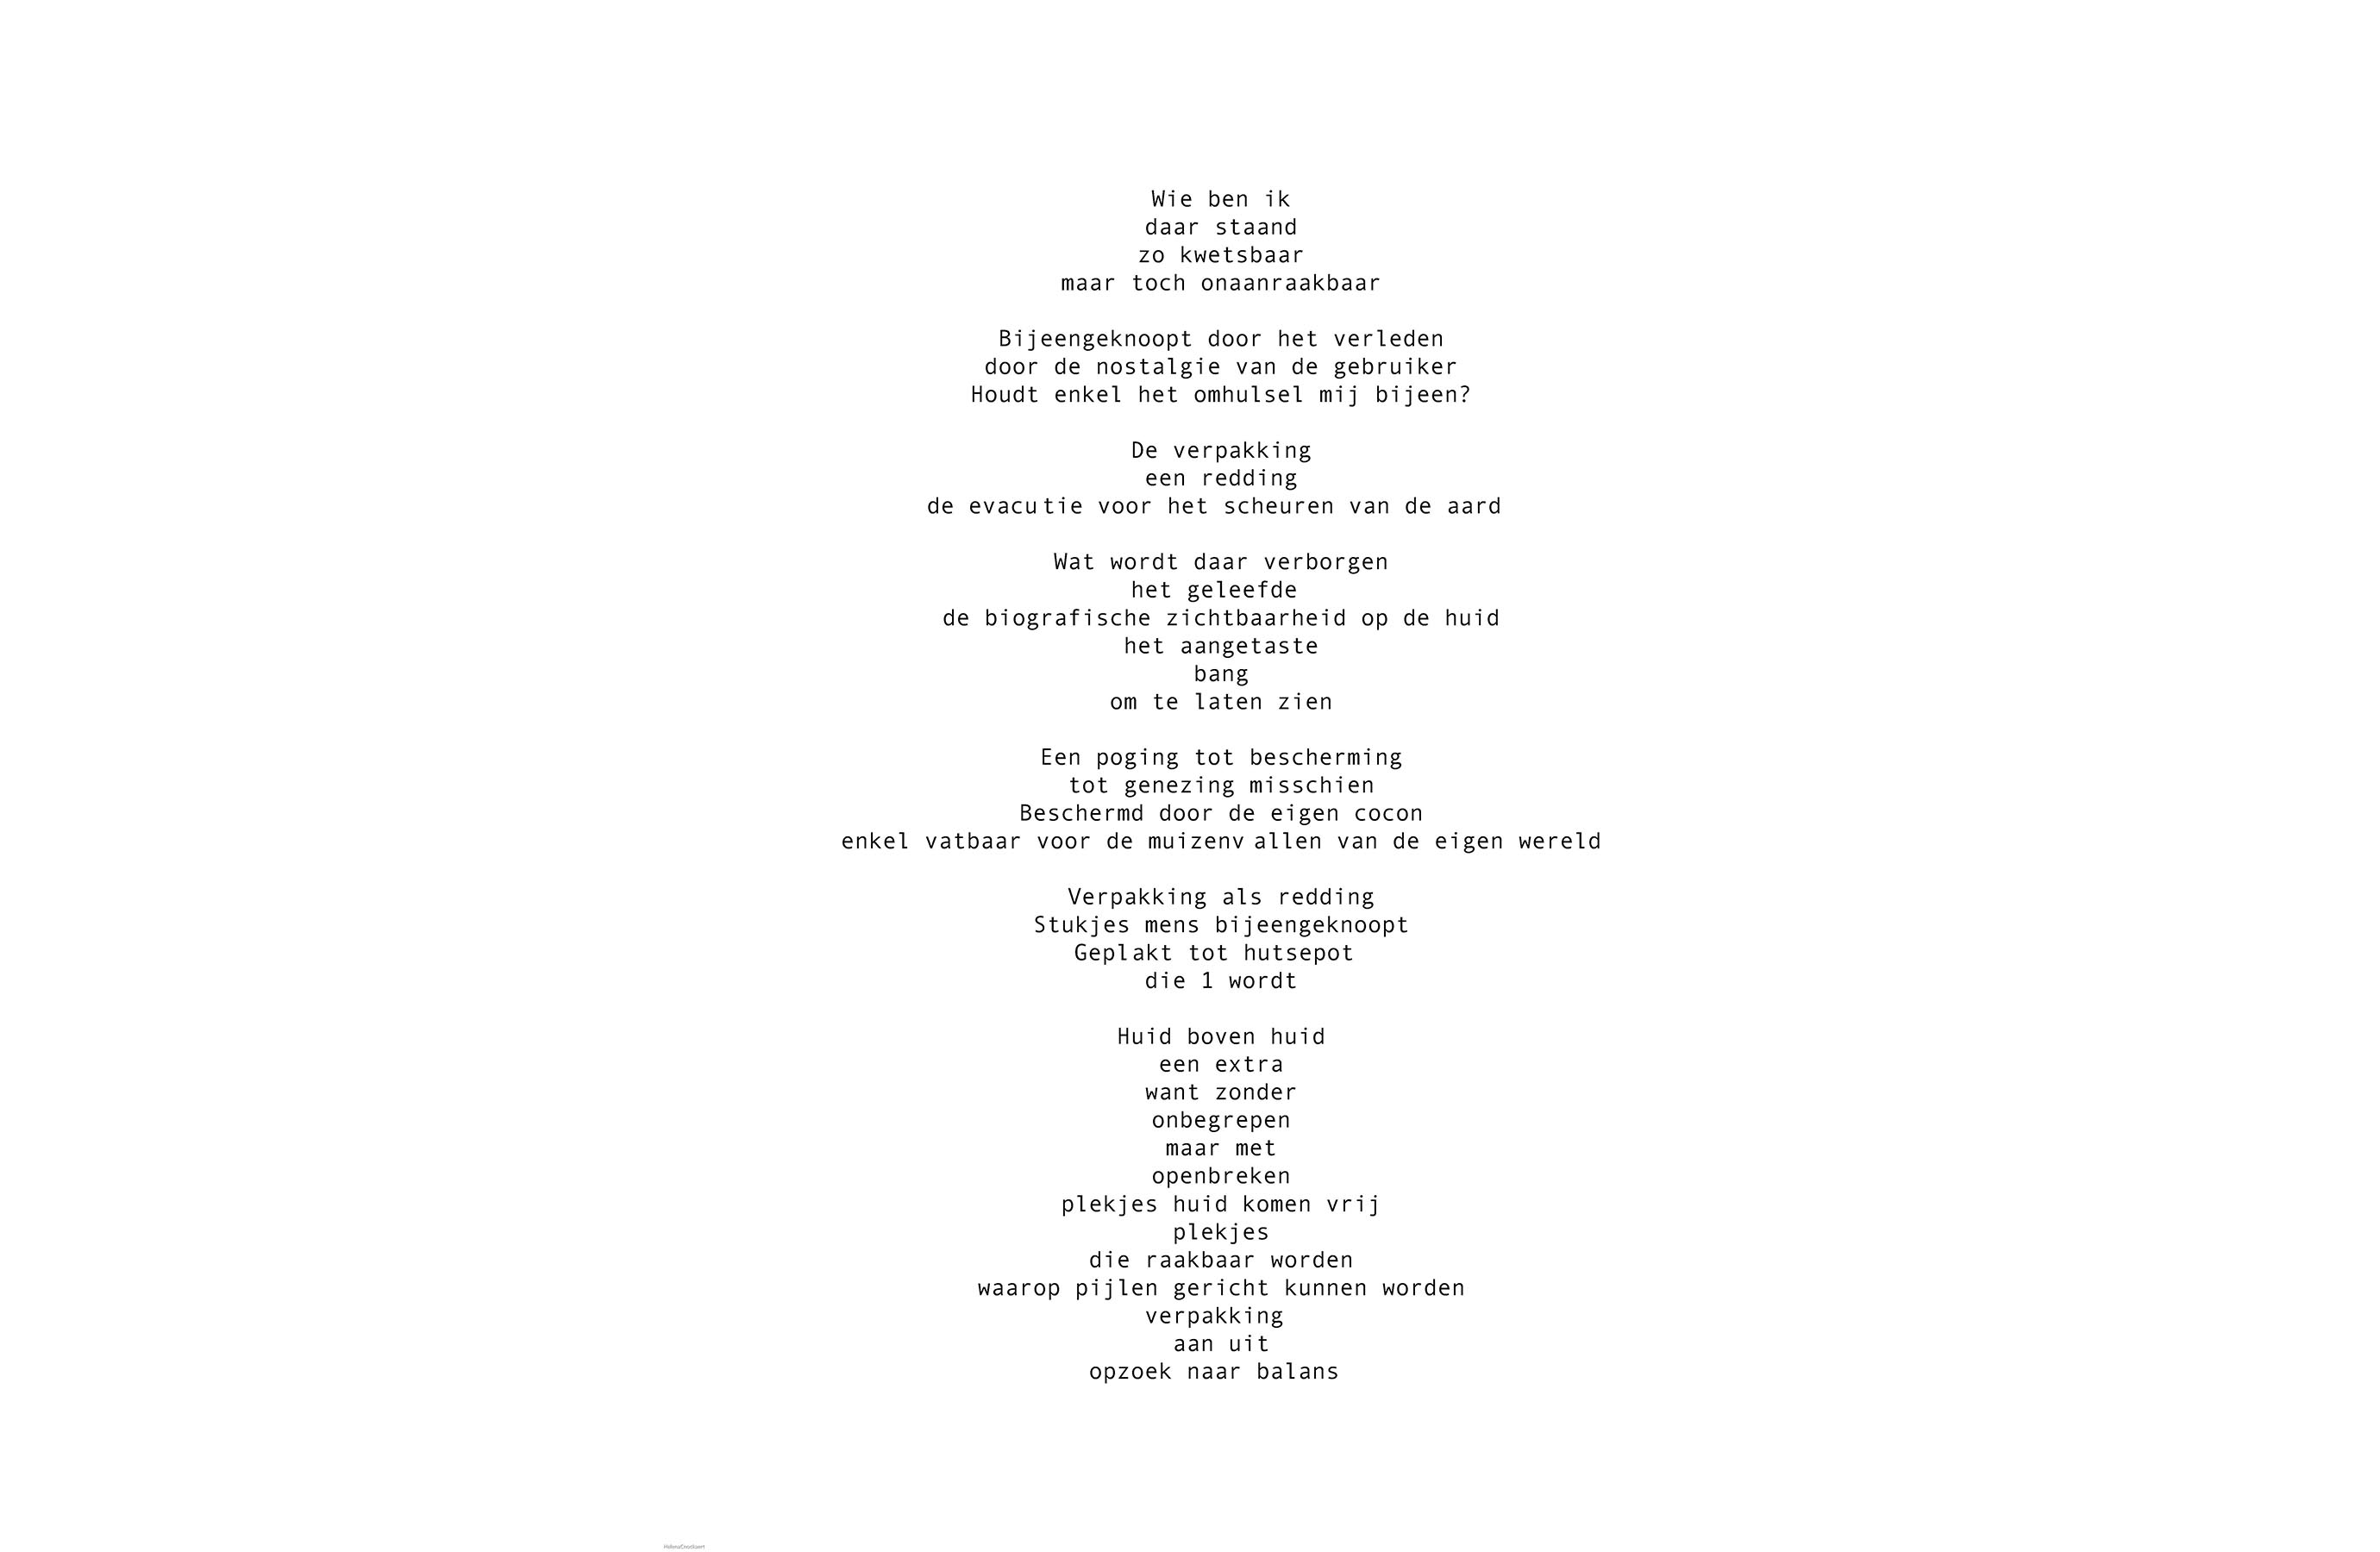 Wie ben ik
daar staand
zo kwetsbaar
maar toch onaanraakbaar
Bijeengeknoopt door het verleden
door de nostalgie van de gebruiker
Houdt enkel het omhulsel mij bijeen?
De verpakking
een redding
de evacutie voor het scheuren van de aard
Wat wordt daar verborgen
het geleefde
de biografische zichtbaarheid op de huid
het aangetaste
bang
om te laten zien
Een poging tot bescherming
tot genezing misschien
Beschermd door de eigen cocon
enkel vatbaar voor de muizenvallen van de eigen wereld
Verpakking als redding
Stukjes mens bijeengeknoopt
Geplakt tot hutsepot
die 1 wordt
Huid boven huid
een extra
want zonder
onbegrepen
maar met
openbreken
plekjes huid komen vrij
plekjes
die raakbaar worden
waarop pijlen gericht kunnen worden
verpakking
aan uit
opzoek naar balans